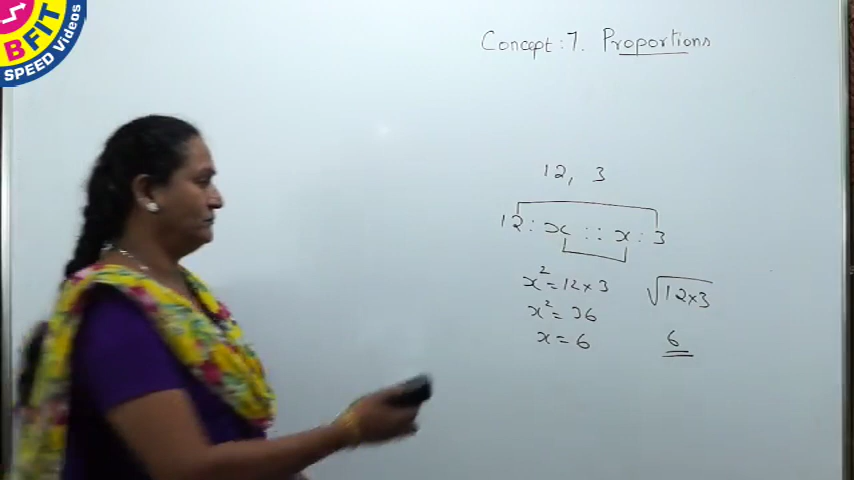 BFIT
SPEED Videos
Concept : 7. Proportions
12, 3
12 : x :: x : 3
x² = 12 × 3
√12×3
x² = 36
x = 6
6